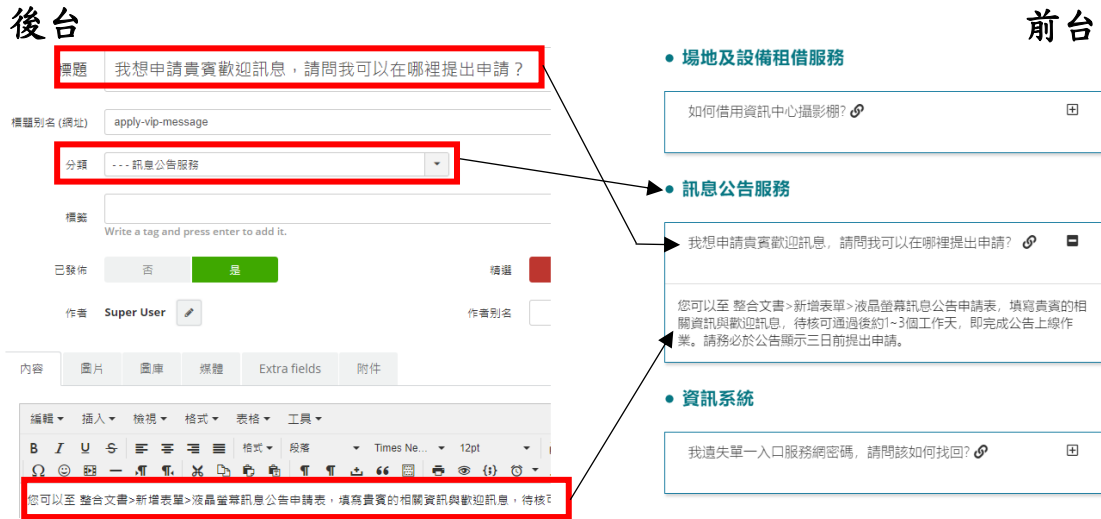 後台
前台
標題 我想申請貴賓歡迎訊息，請問我可以在哪裡提出申請？
標題別名 (網址) apply-vip-message
分類 - - - 訊息公告服務
標籤
Write a tag and press enter to add it.
已發佈 否 是 精選
作者 Super User 作者別名
內容 圖片 圖庫 媒體 Extra fields 附件
編輯 插入 檢視 格式 表格 工具
B I U S 格式 段落 Times Ne... 12pt
您可以至 整合文書>新增表單>液晶螢幕訊息公告申請表，填寫貴賓的相關資訊與歡迎訊息，待核可
場地及設備租借服務
如何借用資訊中心攝影棚?
訊息公告服務
我想申請貴賓歡迎訊息，請問我可以在哪裡提出申請?
您可以至 整合文書>新增表單>液晶螢幕訊息公告申請表，填寫貴賓的相
關資訊與歡迎訊息，待核可通過後約1~3個工作天，即完成公告上線作
業。請務必於公告顯示三日前提出申請。
資訊系統
我遺失單一入口服務網密碼，請問該如何找回?